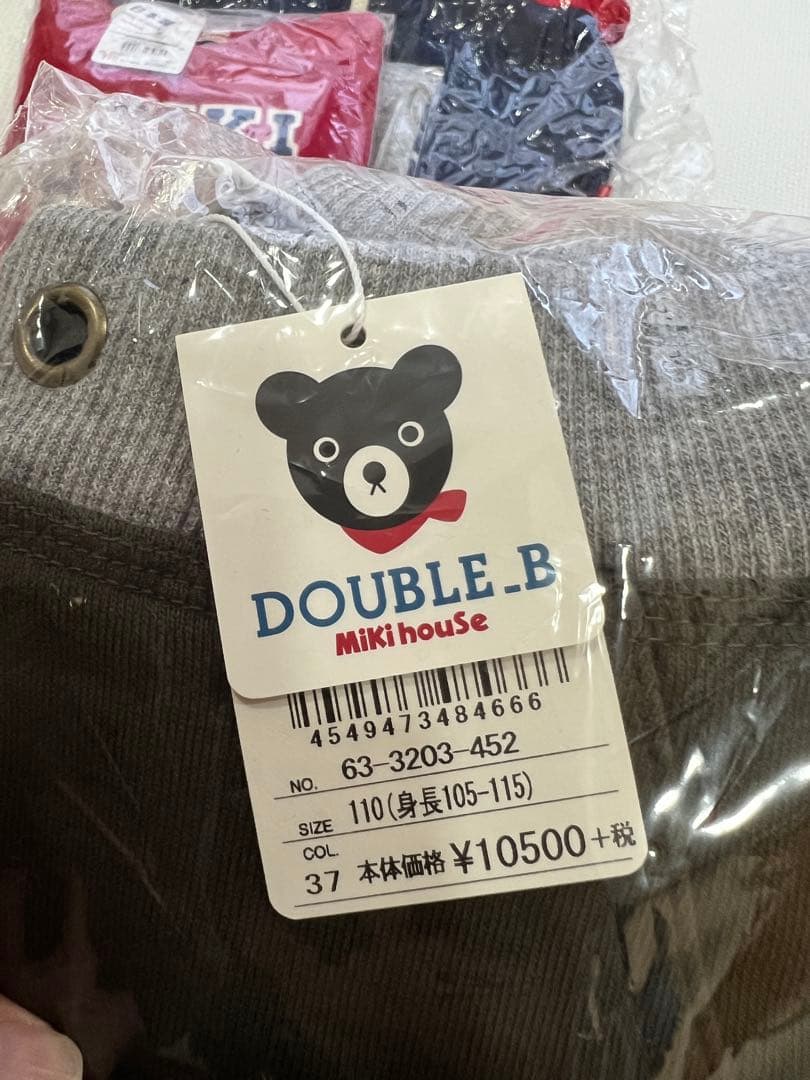 KI
DOUBLE_B
MiKi houSe
4549473484666
NO. 63-3203-452
SIZE 110(身長105-115)
COL.
37 本体価格 ¥10500+税